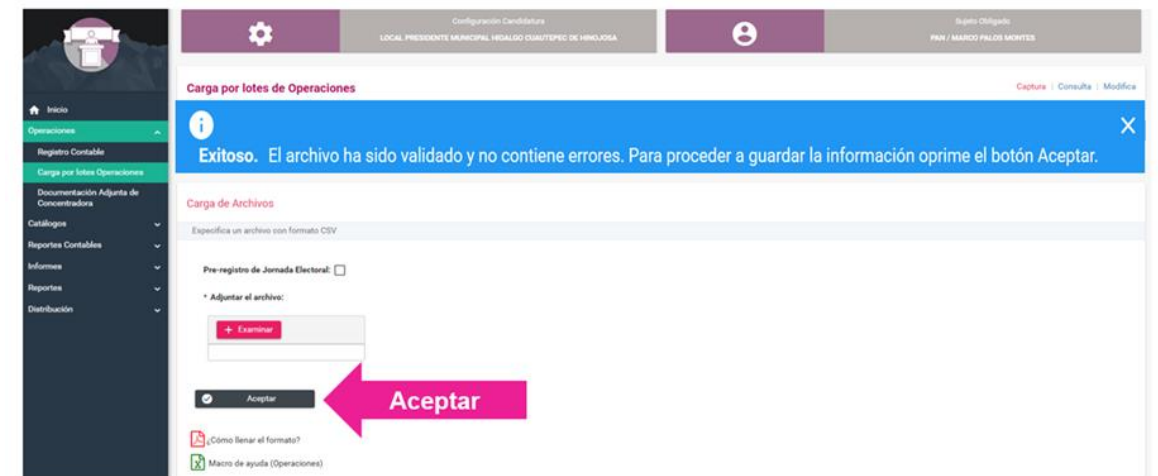 Configuración Candidatura
LOCAL PRESIDENTE MUNICIPAL HIDALGO CUAUTEPEC DE HINOJOSA
Sujeto Obligado
PAN / MARCO PALOS MONTES
Inicio
Operaciones
Registro Contable
Carga por lotes Operaciones
Documentación Adjunta de
Concentradora
Catálogos
Reportes Contables
Informes
Reportes
Distribución
Carga por lotes de Operaciones
Captura | Consulta | Modifica
Exitoso. El archivo ha sido validado y no contiene errores. Para proceder a guardar la información oprime el botón Aceptar.
Carga de Archivos
Especifica un archivo con formato CSV
Pre-registro de Jornada Electoral:
* Adjuntar el archivo:
+ Examinar
Aceptar
Aceptar
¿Cómo llenar el formato?
Macro de ayuda (Operaciones)